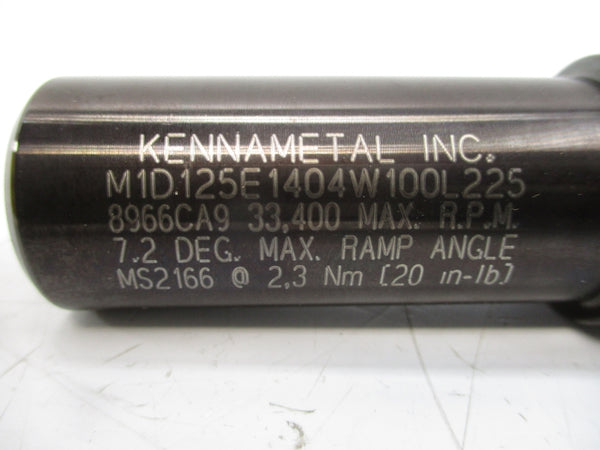 KENNAMETAL INC.
M1D125E1404W100L225
8966CA9 33,400 MAX. R.P.M.
7.2 DEG. MAX. RAMP ANGLE
MS2166 @ 2,3 Nm [20 in-lb]